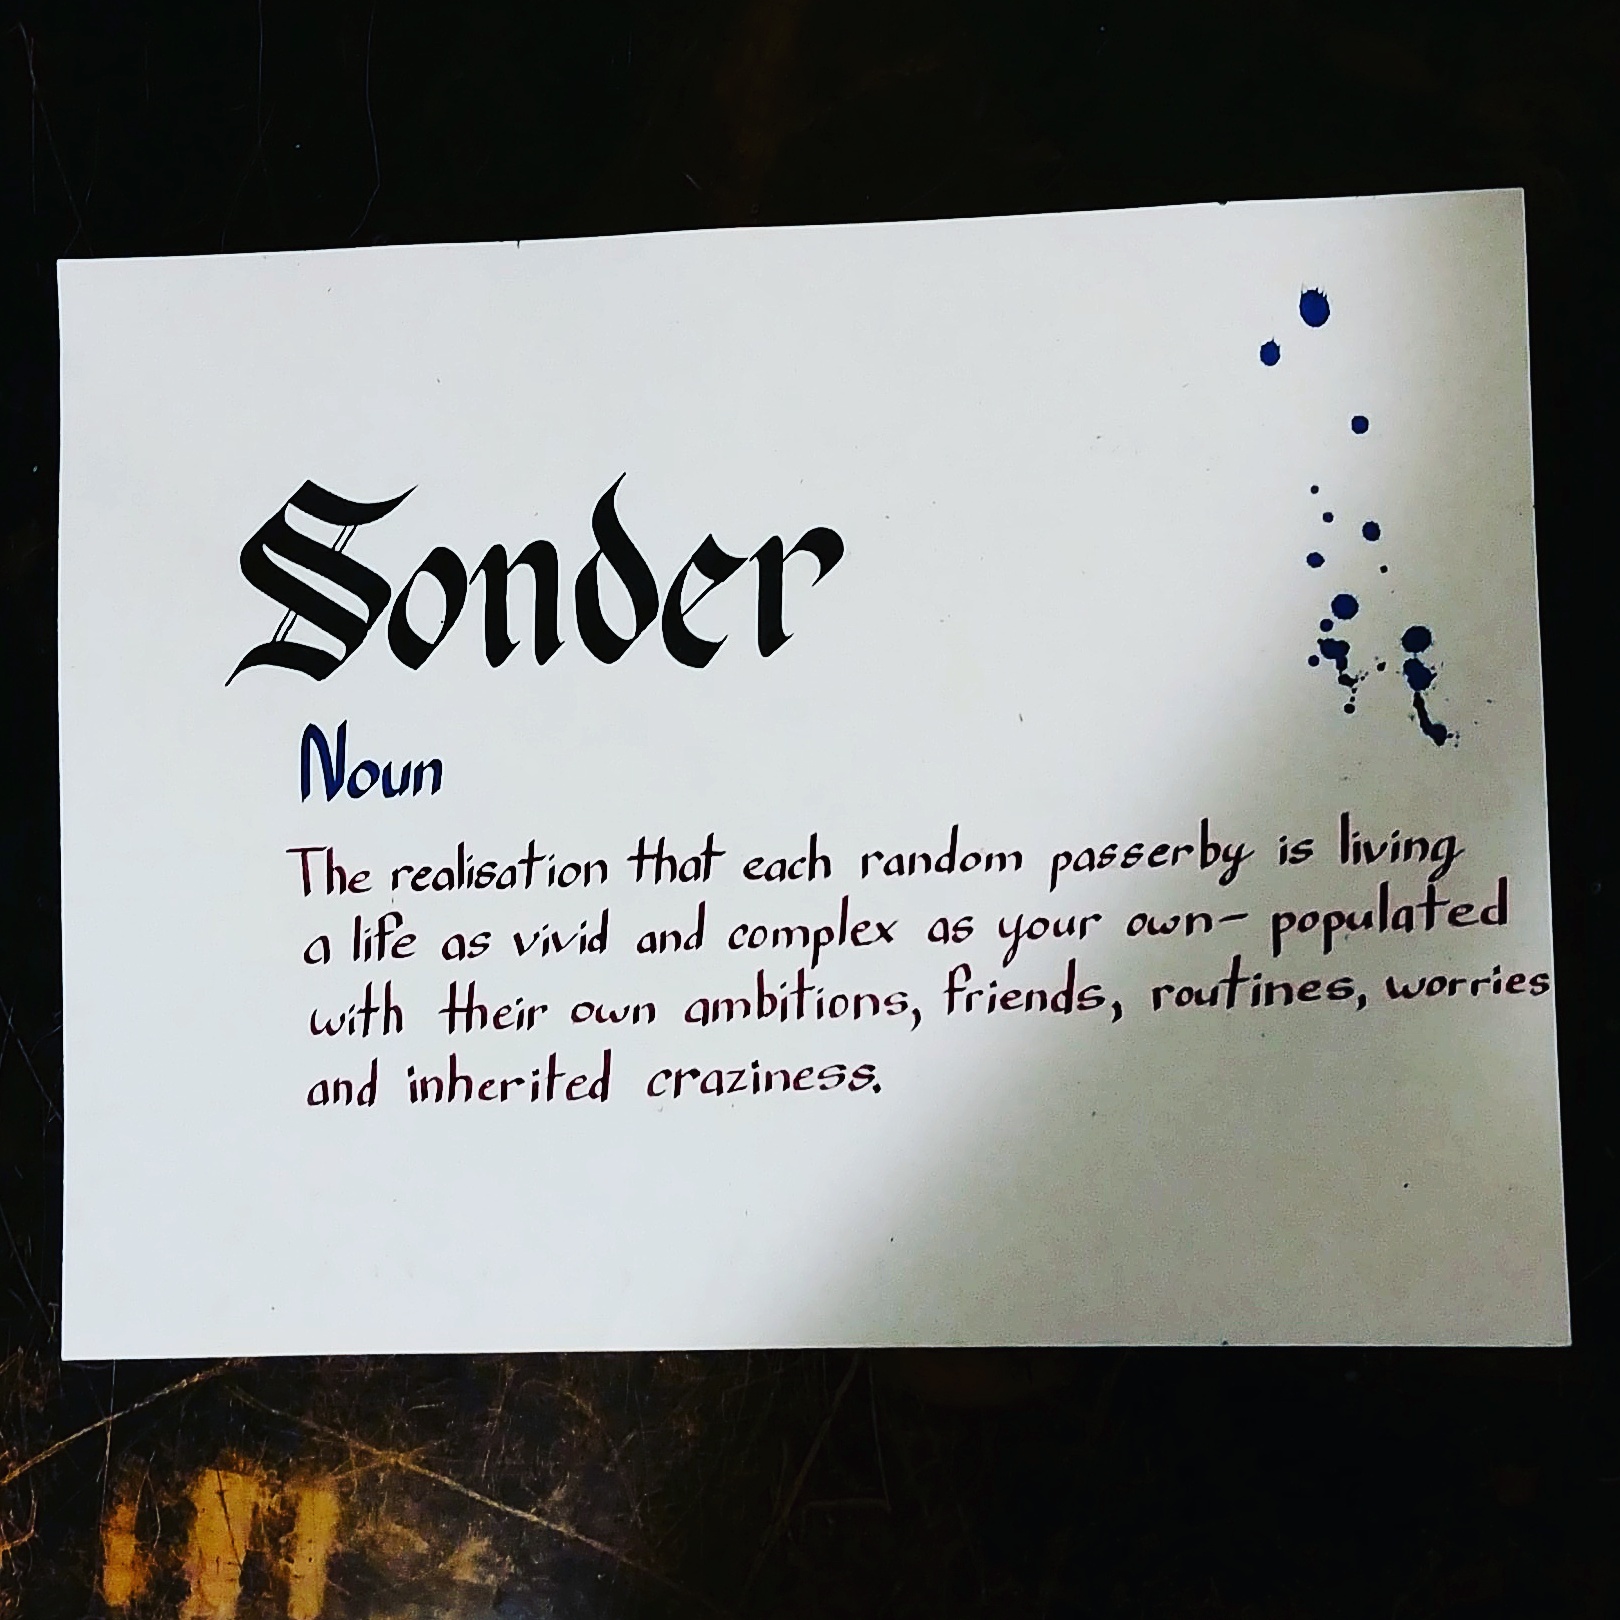 Sonder
Noun
The realisation that each random passerby is living
a life as vivid and complex as your own- populated
with their own ambitions, friends, routines, worries
and inherited craziness.